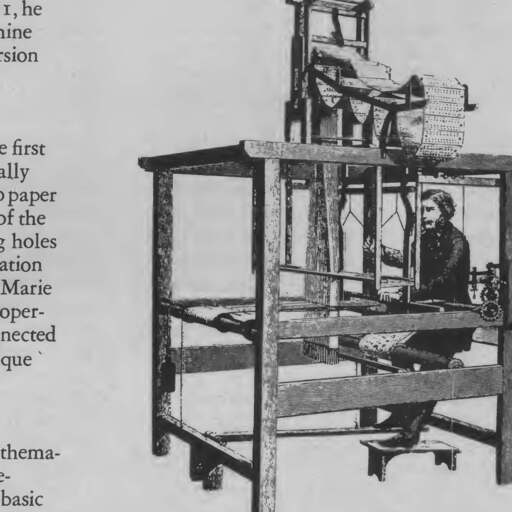 1, he
hine
rsion
e first
ally
o paper
of the
g holes
ation
Marie
oper-
nected
que
thema-
e-
basic